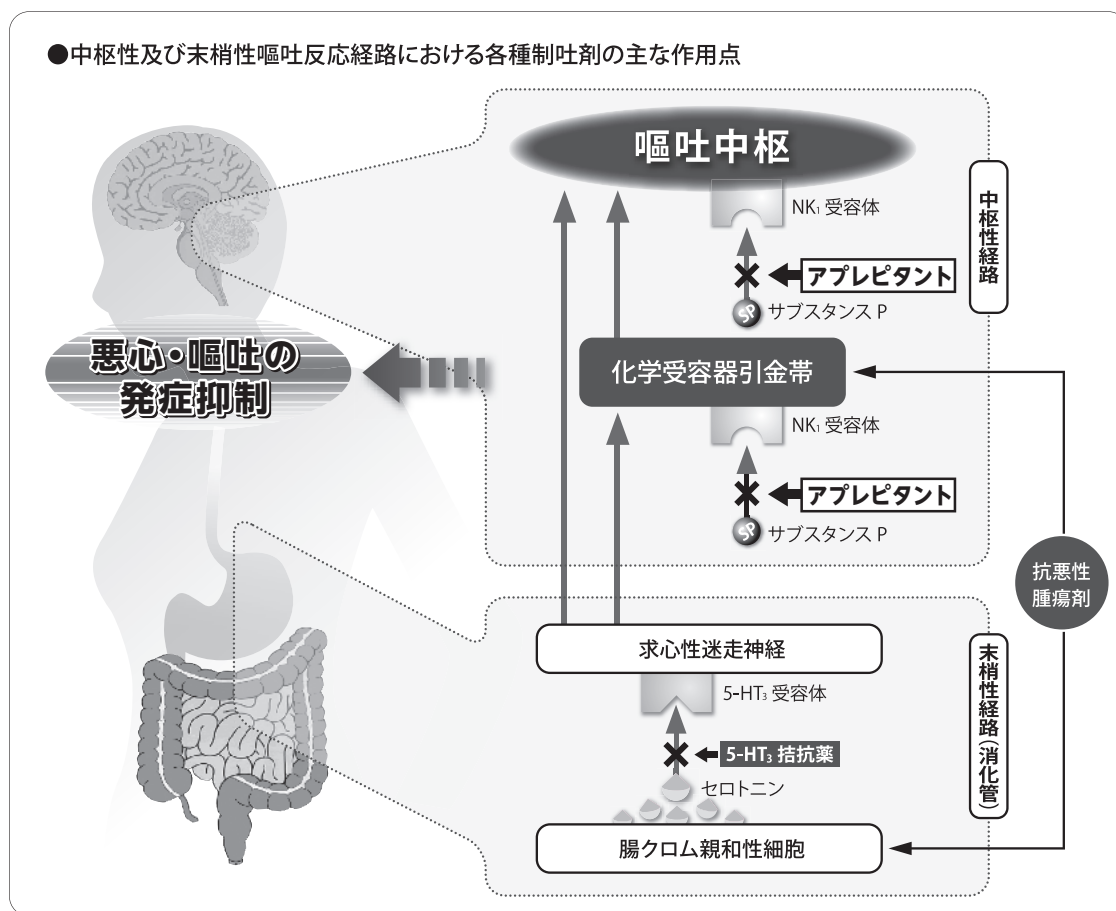 ●中枢性及び末梢性嘔吐反応経路における各種制吐剤の主な作用点
嘔吐中枢
NK₁ 受容体
アプレピタント
サブスタンス P
SP
中枢性経路
悪心・嘔吐の
発症抑制
化学受容器引金帯
NK₁ 受容体
アプレピタント
サブスタンス P
SP
抗悪性
腫瘍剤
求心性迷走神経
5-HT₃ 受容体
5-HT₃ 拮抗薬
セロトニン
腸クロム親和性細胞
末梢性経路(消化管)